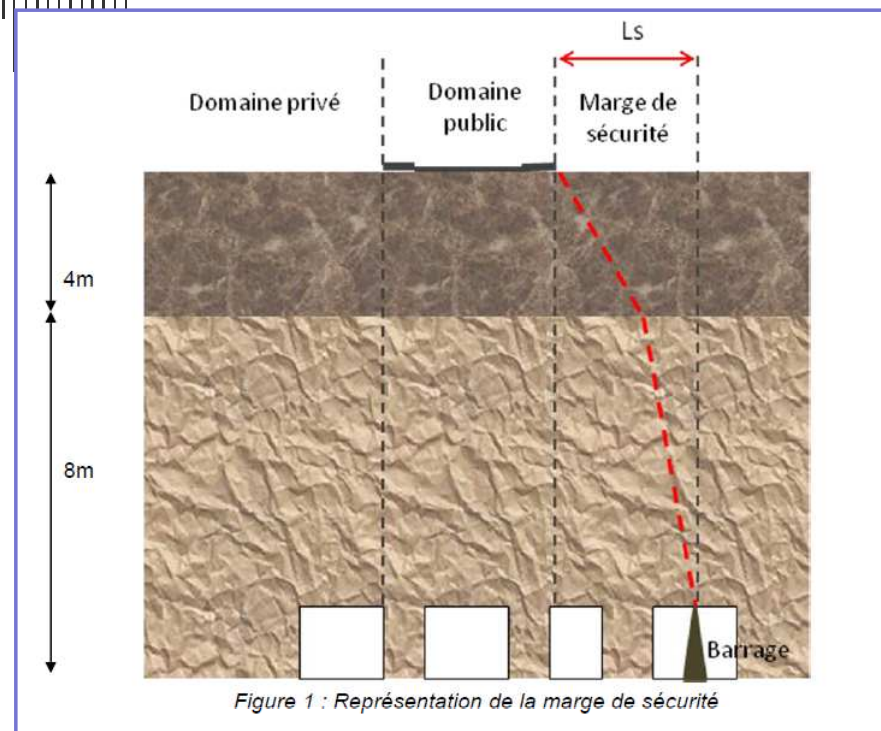 Ls
Domaine privé
Domaine
public
Marge de
sécurité
4m
8m
Barrage
Figure 1 : Représentation de la marge de sécurité